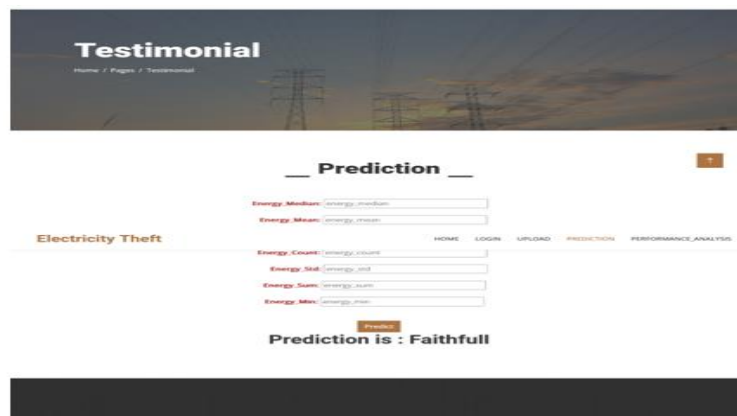 Testimonial
Home / Pages / Testimonial
__ Prediction __
↑
Energy_Median: energy_median
Energy_Mean: energy_mean
Electricity Theft
HOME LOGIN UPLOAD PREDICTION PERFORMANCE_ANALYSIS
Energy_Count: energy_count
Energy_Std: energy_std
Energy_Sum: energy_sum
Energy_Min: energy_min
Predict
Prediction is : Faithfull